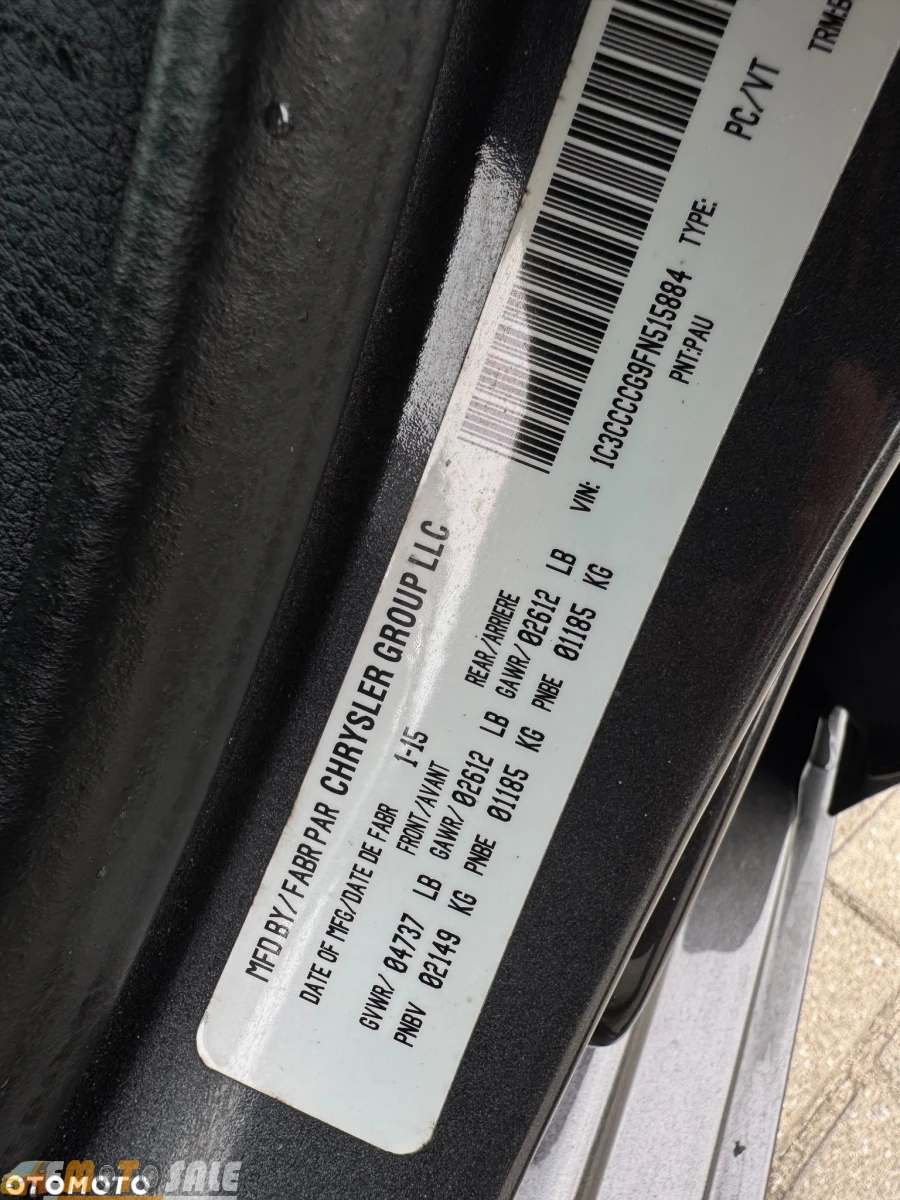 MFD BY/FABR PAR CHRYSLER GROUP LLC
DATE OF MFG/DATE DE FABR 1-15
FRONT/AVANT REAR/ARRIERE
GVWR/ 04737 LB GAWR/02612 LB GAWR/02612 LB
PNBV 02149 KG PNBE 01185 KG PNBE 01185 KG
VIN: 1C3CCCCG9FN515884 TYPE: PC/VT
PNT:PAU
OTOMOTO
SALE